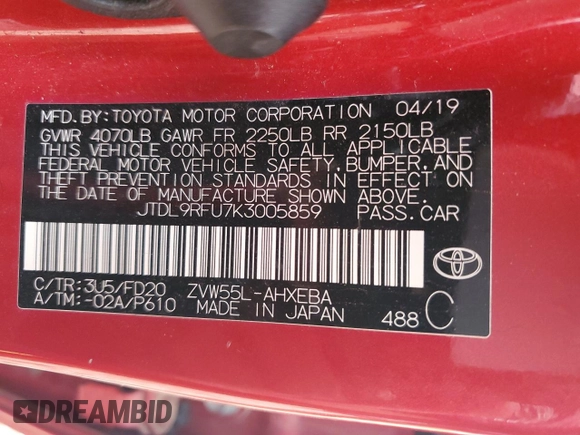 MFD.BY:TOYOTA MOTOR CORPORATION 04/19
GVWR 4070LB GAWR FR 2250LB RR 2150LB
THIS VEHICLE CONFORMS TO ALL APPLICABLE
FEDERAL MOTOR VEHICLE SAFETY, BUMPER, AND
THEFT PREVENTION STANDARDS IN EFFECT ON
THE DATE OF MANUFACTURE SHOWN ABOVE.
JTDL9RFU7K3005859 PASS.CAR
C/TR:3U5/FD20 ZVW55L-AHXEBA
A/TM:-02A/P610 MADE IN JAPAN 488 C
DREAMBID